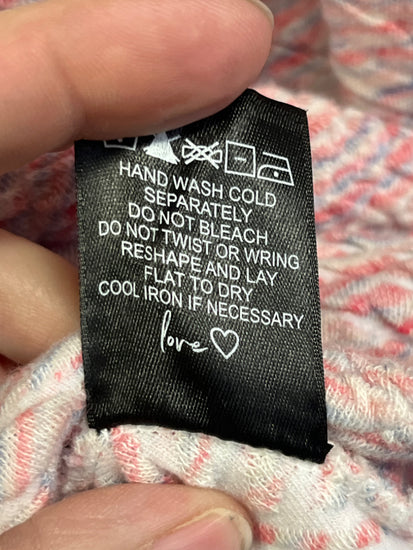 HAND WASH COLD
SEPARATELY
DO NOT BLEACH
DO NOT TWIST OR WRING
RESHAPE AND LAY
FLAT TO DRY
COOL IRON IF NECESSARY
love